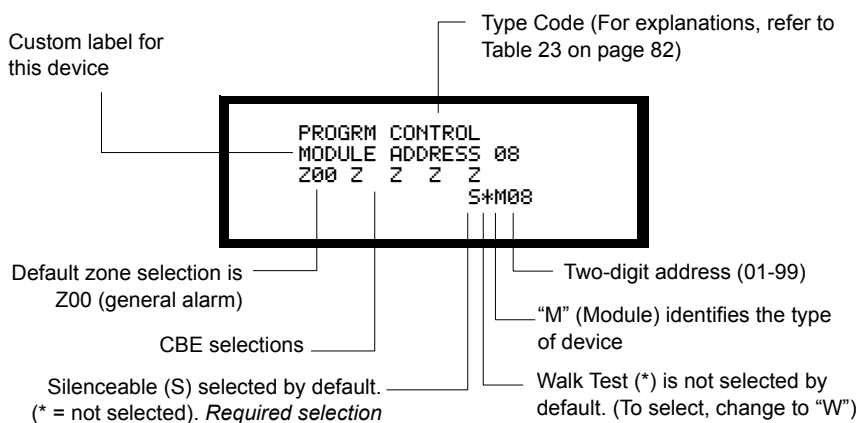 Type Code (For explanations, refer to
Table 23 on page 82)
Custom label for
this device
PROGRM CONTROL
MODULE ADDRESS 08
Z00 Z Z Z Z
S*M08
Default zone selection is
Z00 (general alarm)
CBE selections
Silenceable (S) selected by default.
(* = not selected). Required selection
Two-digit address (01-99)
“M” (Module) identifies the type
of device
Walk Test (*) is not selected by
default. (To select, change to “W”)